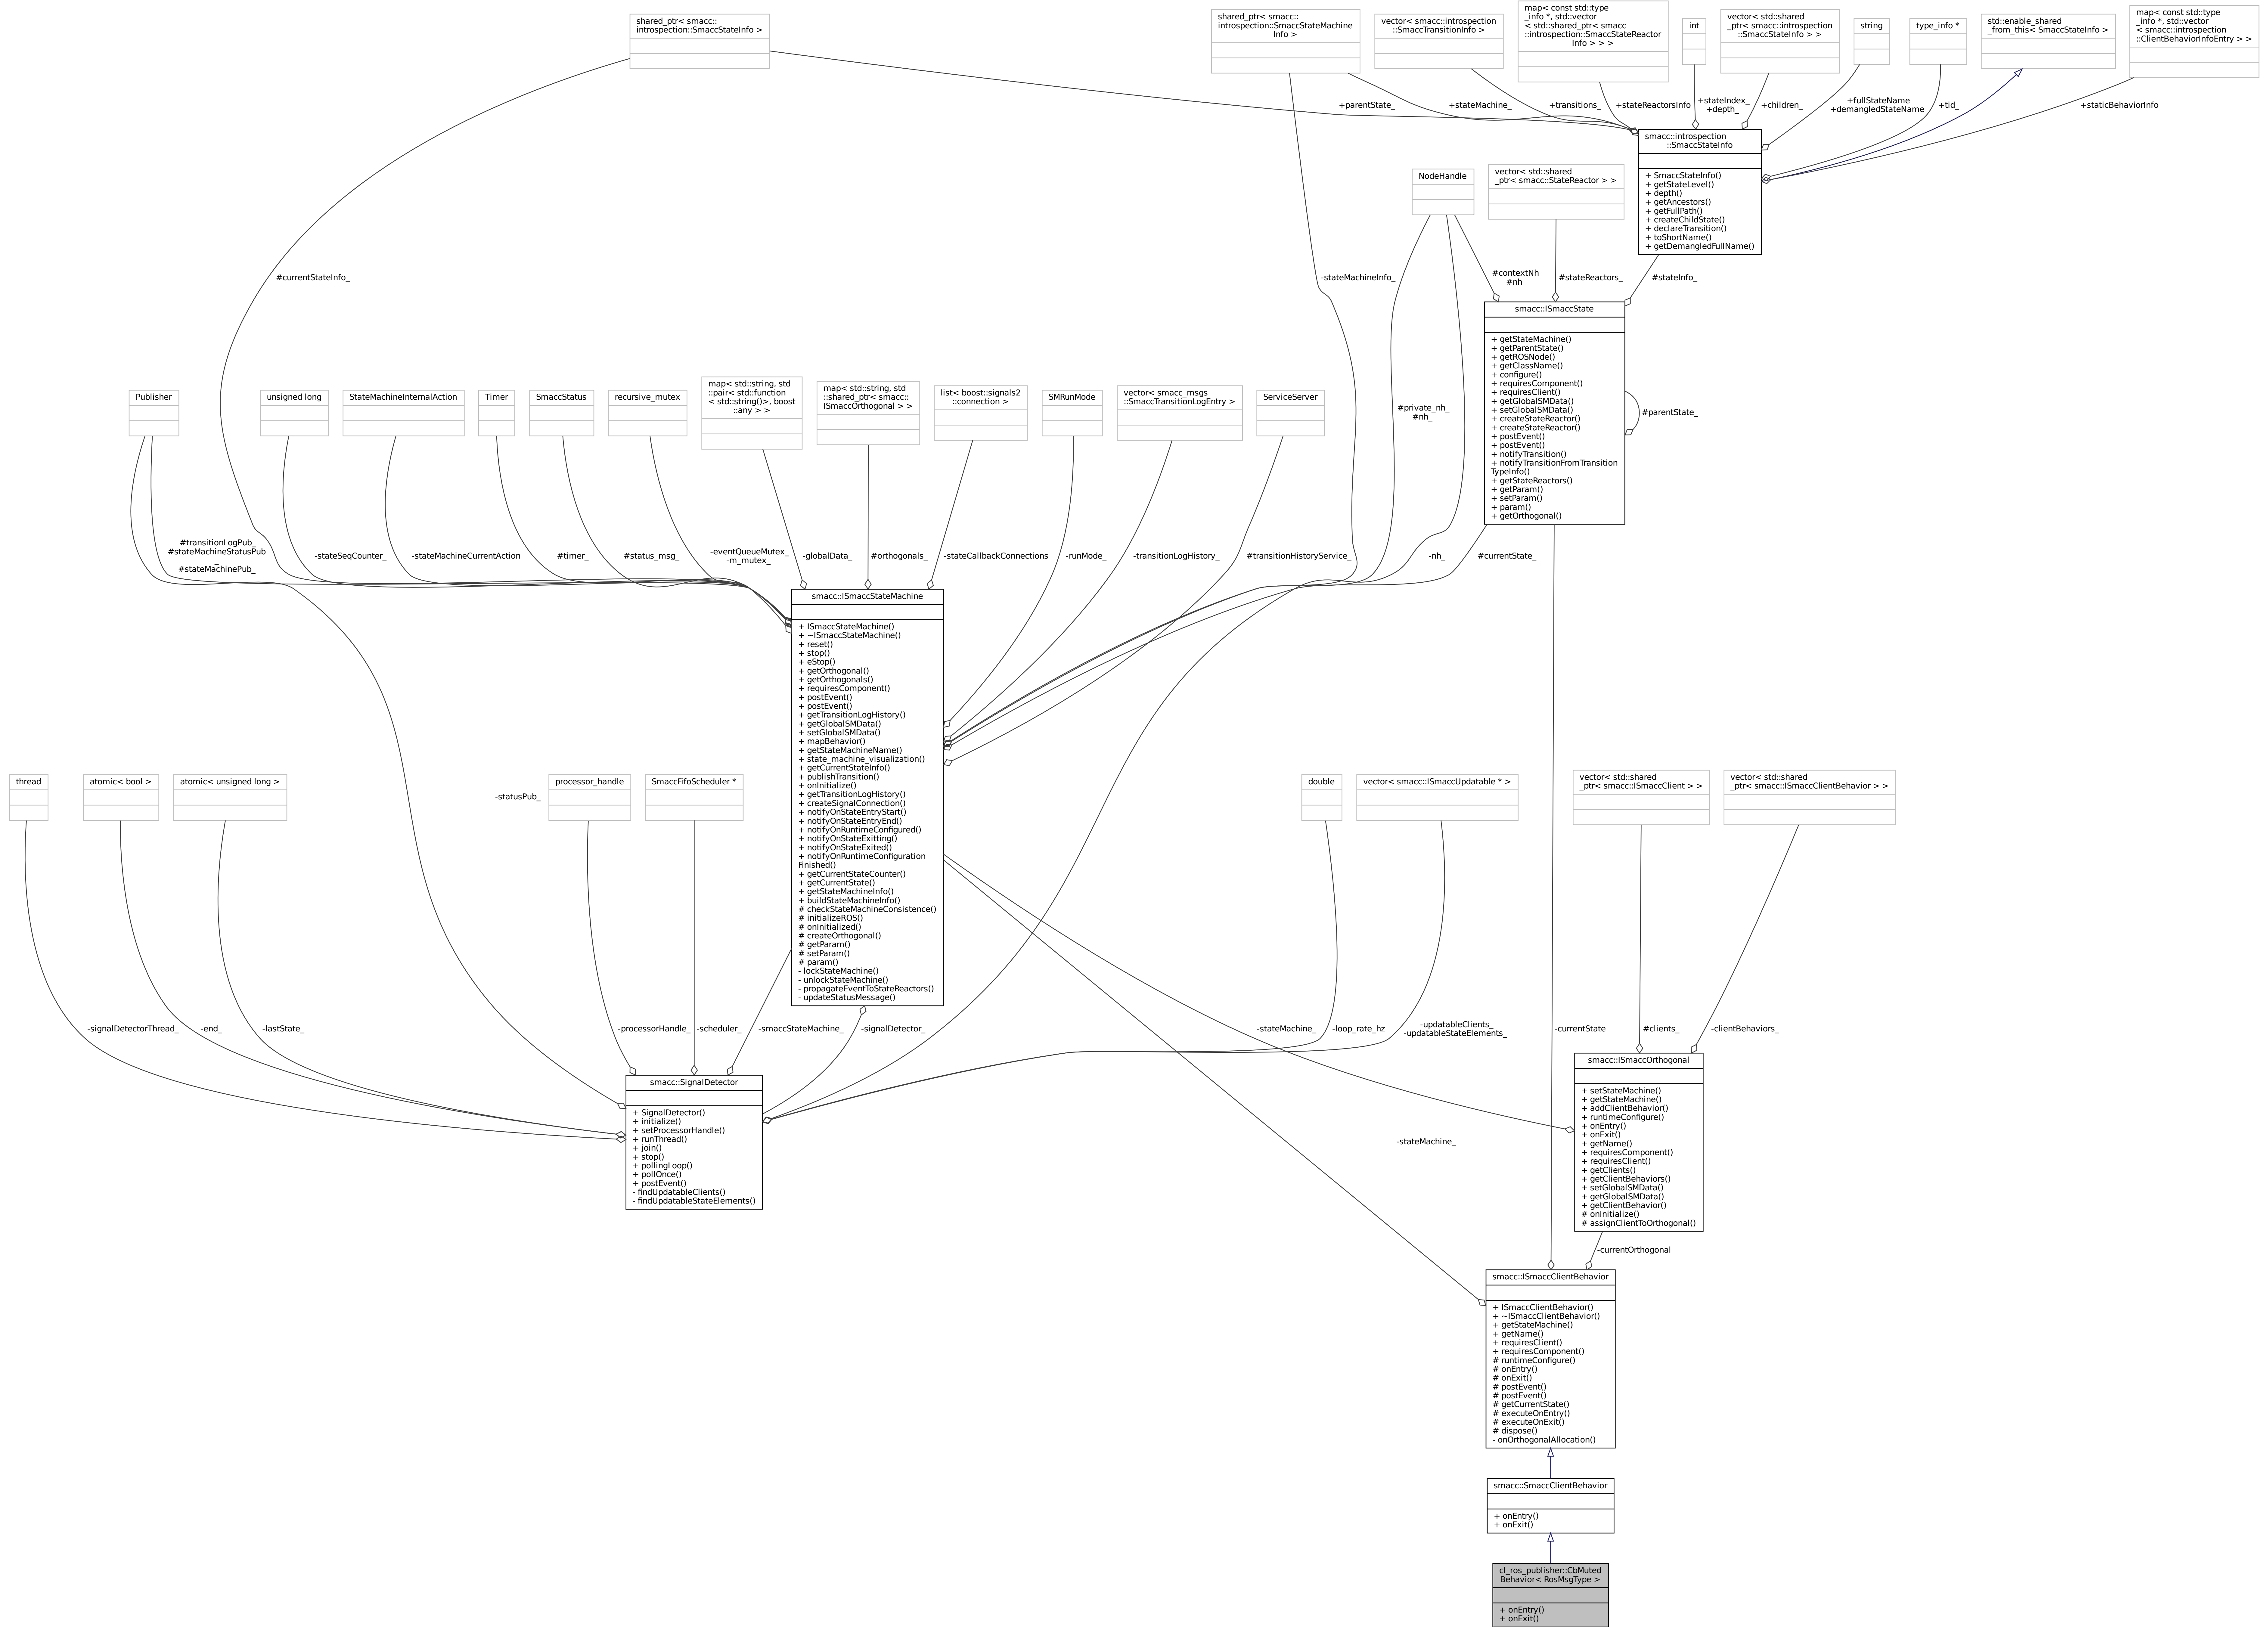 shared_ptr< smacc::
introspection::SmaccStateInfo >
shared_ptr< smacc::
introspection::SmaccStateMachine
Info >
vector< smacc::introspection
::SmaccTransitionInfo >
map< const std::type
_info *, std::vector
< std::shared_ptr< smacc
::introspection::SmaccStateReactor
Info > > >
int
vector< std::shared
_ptr< smacc::introspection
::SmaccStateInfo > >
string
type_info *
std::enable_shared
_from_this< SmaccStateInfo >
map< const std::type
_info *, std::vector
< smacc::introspection
::ClientBehaviorInfoEntry > >
+parentState_
+stateMachine_
+transitions_
+stateReactorsInfo
+stateIndex_
+depth_
+children_
+fullStateName
+demangledStateName
+tid_
+staticBehaviorInfo
smacc::introspection
::SmaccStateInfo
+ SmaccStateInfo()
+ getStateLevel()
+ depth()
+ getAncestors()
+ getFullPath()
+ createChildState()
+ declareTransition()
+ toShortName()
+ getDemangledFullName()
NodeHandle
vector< std::shared
_ptr< smacc::StateReactor > >
#currentStateInfo_
-stateMachineInfo_
#contextNh
#nh
#stateReactors_
#stateInfo_
smacc::ISmaccState
+ getStateMachine()
+ getParentState()
+ getROSNode()
+ getClassName()
+ configure()
+ requiresComponent()
+ requiresClient()
+ getGlobalSMData()
+ setGlobalSMData()
+ createStateReactor()
+ createStateReactor()
+ postEvent()
+ postEvent()
+ notifyTransition()
+ notifyTransitionFromTransition
TypeInfo()
+ getStateReactors()
+ getParam()
+ setParam()
+ param()
+ getOrthogonal()
#parentState_
#private_nh_
#nh_
Publisher
unsigned long
StateMachineInternalAction
Timer
SmaccStatus
recursive_mutex
map< std::string, std
::pair< std::function
< std::string()>, boost
::any > >
map< std::string, std
::shared_ptr< smacc::
ISmaccOrthogonal > >
list< boost::signals2
::connection >
SMRunMode
vector< smacc_msgs
::SmaccTransitionLogEntry >
ServiceServer
#transitionLogPub_
#stateMachineStatusPub
_
#stateMachinePub_
-stateSeqCounter_
-stateMachineCurrentAction
#timer_
#status_msg_
-eventQueueMutex_
-m_mutex_
-globalData_
#orthogonals_
-stateCallbackConnections
-runMode_
-transitionLogHistory_
#transitionHistoryService_
-nh_
#currentState_
smacc::ISmaccStateMachine
+ ISmaccStateMachine()
+ ~ISmaccStateMachine()
+ reset()
+ stop()
+ eStop()
+ getOrthogonal()
+ getOrthogonals()
+ requiresComponent()
+ postEvent()
+ postEvent()
+ getTransitionLogHistory()
+ getGlobalSMData()
+ setGlobalSMData()
+ mapBehavior()
+ getStateMachineName()
+ state_machine_visualization()
+ getCurrentStateInfo()
+ publishTransition()
+ onInitialize()
+ getTransitionLogHistory()
+ createSignalConnection()
+ notifyOnStateEntryStart()
+ notifyOnStateEntryEnd()
+ notifyOnRuntimeConfigured()
+ notifyOnStateExitting()
+ notifyOnStateExited()
+ notifyOnRuntimeConfiguration
Finished()
+ getCurrentStateCounter()
+ getCurrentState()
+ getStateMachineInfo()
+ buildStateMachineInfo()
# checkStateMachineConsistence()
# initializeROS()
# onInitialized()
# createOrthogonal()
# getParam()
# setParam()
# param()
- lockStateMachine()
- unlockStateMachine()
- propagateEventToStateReactors()
- updateStatusMessage()
thread
atomic< bool >
atomic< unsigned long >
-statusPub_
processor_handle
SmaccFifoScheduler *
double
vector< smacc::ISmaccUpdatable * >
vector< std::shared
_ptr< smacc::ISmaccClient > >
vector< std::shared
_ptr< smacc::ISmaccClientBehavior > >
-signalDetectorThread_
-end_
-lastState_
-processorHandle_
-scheduler_
-smaccStateMachine_
-signalDetector_
-stateMachine_
-loop_rate_hz
-updatableClients_
-updatableStateElements_
-currentState
#clients_
-clientBehaviors_
smacc::SignalDetector
+ SignalDetector()
+ initialize()
+ setProcessorHandle()
+ runThread()
+ join()
+ stop()
+ pollingLoop()
+ pollOnce()
+ postEvent()
- findUpdatableClients()
- findUpdatableStateElements()
smacc::ISmaccOrthogonal
+ setStateMachine()
+ getStateMachine()
+ addClientBehavior()
+ runtimeConfigure()
+ onEntry()
+ onExit()
+ getName()
+ requiresComponent()
+ requiresClient()
+ getClients()
+ getClientBehaviors()
+ setGlobalSMData()
+ getGlobalSMData()
+ getClientBehavior()
# onInitialize()
# assignClientToOrthogonal()
-stateMachine_
-currentOrthogonal
smacc::ISmaccClientBehavior
+ ISmaccClientBehavior()
+ ~ISmaccClientBehavior()
+ getStateMachine()
+ getName()
+ requiresClient()
+ requiresComponent()
# runtimeConfigure()
# onEntry()
# onExit()
# postEvent()
# postEvent()
# getCurrentState()
# executeOnEntry()
# executeOnExit()
# dispose()
- onOrthogonalAllocation()
smacc::SmaccClientBehavior
+ onEntry()
+ onExit()
cl_ros_publisher::CbMuted
Behavior< RosMsgType >
+ onEntry()
+ onExit()